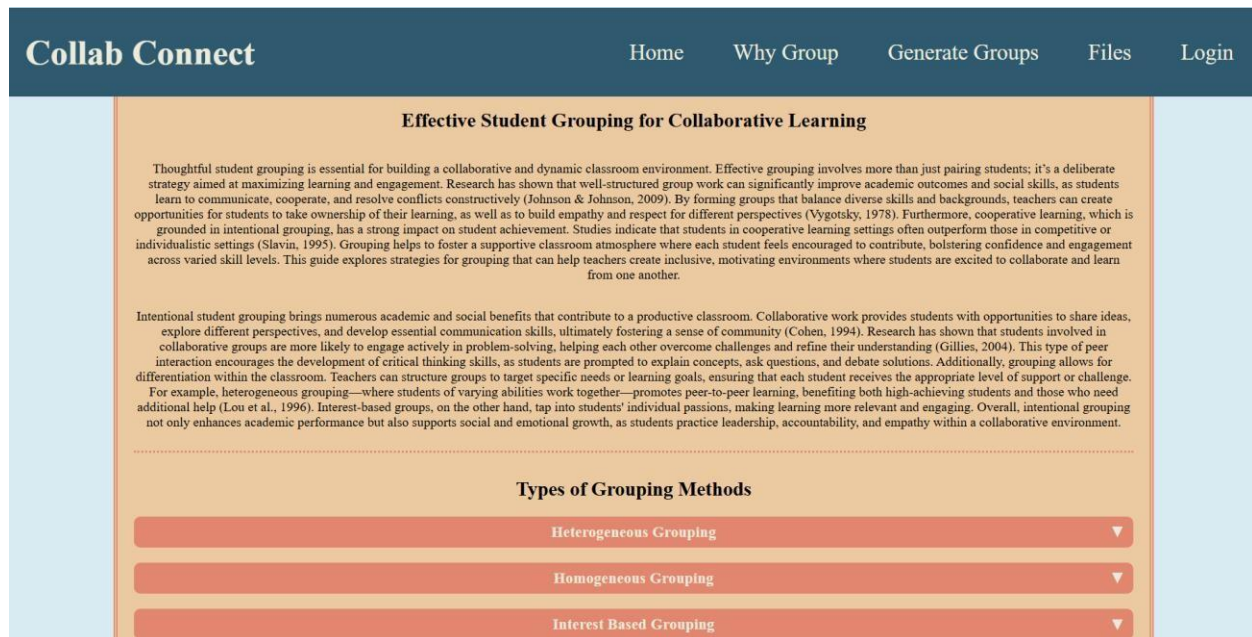 Collab Connect
Home Why Group Generate Groups Files Login
Effective Student Grouping for Collaborative Learning
Thoughtful student grouping is essential for building a collaborative and dynamic classroom environment. Effective grouping involves more than just pairing students; it’s a deliberate
strategy aimed at maximizing learning and engagement. Research has shown that well-structured group work can significantly improve academic outcomes and social skills, as students
learn to communicate, cooperate, and resolve conflicts constructively (Johnson & Johnson, 2009). By forming groups that balance diverse skills and backgrounds, teachers can create
opportunities for students to take ownership of their learning, as well as to build empathy and respect for different perspectives (Vygotsky, 1978). Furthermore, cooperative learning, which is
grounded in intentional grouping, has a strong impact on student achievement. Studies indicate that students in cooperative learning settings often outperform those in competitive or
individualistic settings (Slavin, 1995). Grouping helps to foster a supportive classroom atmosphere where each student feels encouraged to contribute, bolstering confidence and engagement
across varied skill levels. This guide explores strategies for grouping that can help teachers create inclusive, motivating environments where students are excited to collaborate and learn
from one another.
Intentional student grouping brings numerous academic and social benefits that contribute to a productive classroom. Collaborative work provides students with opportunities to share ideas,
explore different perspectives, and develop essential communication skills, ultimately fostering a sense of community (Cohen, 1994). Research has shown that students involved in
collaborative groups are more likely to engage actively in problem-solving, helping each other overcome challenges and refine their understanding (Gillies, 2004). This type of peer
interaction encourages the development of critical thinking skills, as students are prompted to explain concepts, ask questions, and debate solutions. Additionally, grouping allows for
differentiation within the classroom. Teachers can structure groups to target specific needs or learning goals, ensuring that each student receives the appropriate level of support or challenge.
For example, heterogeneous grouping—where students of varying abilities work together—promotes peer-to-peer learning, benefiting both high-achieving students and those who need
additional help (Lou et al., 1996). Interest-based groups, on the other hand, tap into students' individual passions, making learning more relevant and engaging. Overall, intentional grouping
not only enhances academic performance but also supports social and emotional growth, as students practice leadership, accountability, and empathy within a collaborative environment.
Types of Grouping Methods
Heterogeneous Grouping ▼
Homogeneous Grouping ▼
Interest Based Grouping ▼